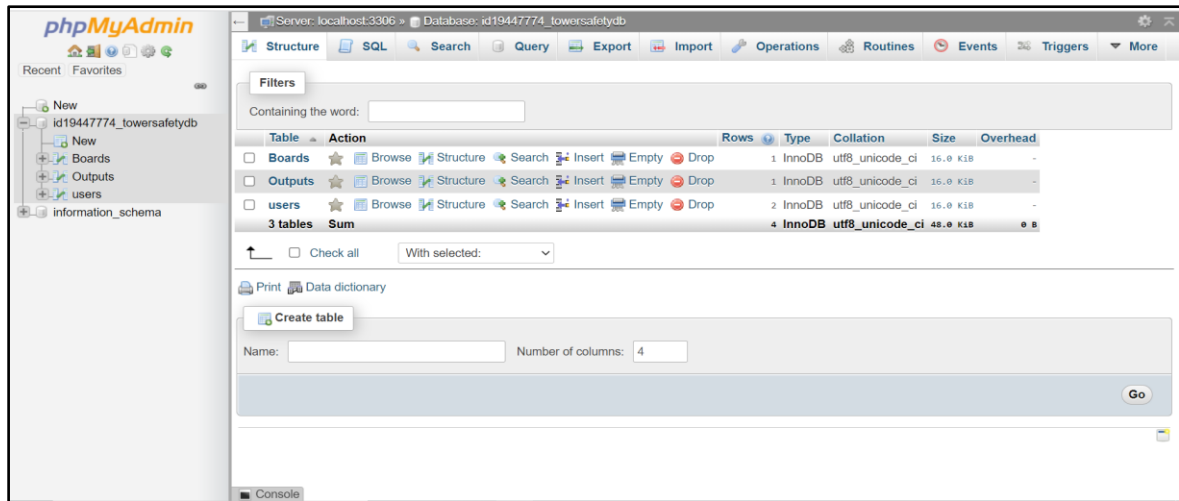 phpMyAdmin
Recent Favorites
New
id19447774_towersafetydb
New
Boards
Outputs
users
information_schema
Server: localhost:3306 » Database: id19447774_towersafetydb
Structure SQL Search Query Export Import Operations Routines Events Triggers More
Filters
Containing the word:
Table Action Rows Type Collation Size Overhead
Boards Browse Structure Search Insert Empty Drop 1 InnoDB utf8_unicode_ci 16.0 KiB -
Outputs Browse Structure Search Insert Empty Drop 1 InnoDB utf8_unicode_ci 16.0 KiB -
users Browse Structure Search Insert Empty Drop 2 InnoDB utf8_unicode_ci 16.0 KiB -
3 tables Sum 4 InnoDB utf8_unicode_ci 48.0 KiB 0 B
Check all With selected:
Print Data dictionary
Create table
Name: Number of columns: 4
Go
Console